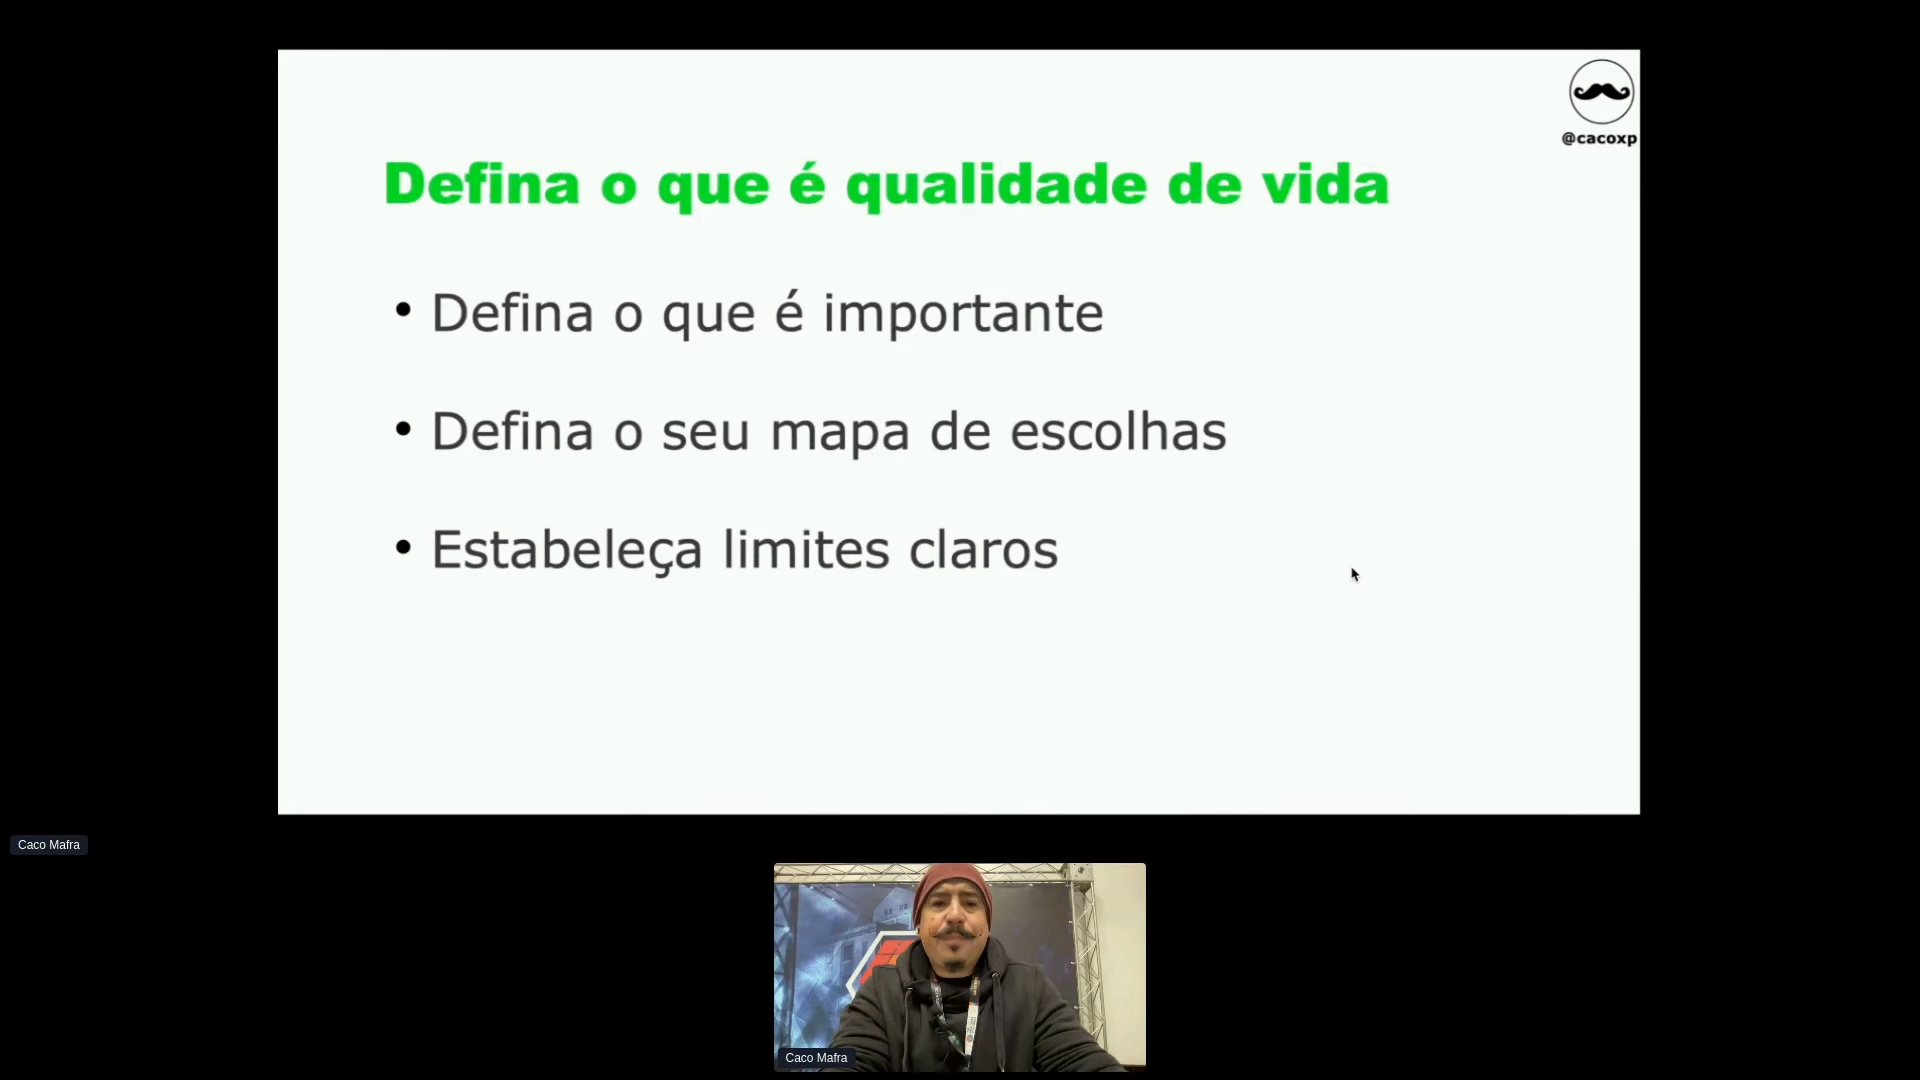 @cacoxp
Defina o que é qualidade de vida
• Defina o que é importante
• Defina o seu mapa de escolhas
• Estabeleça limites claros
Caco Mafra
Caco Mafra